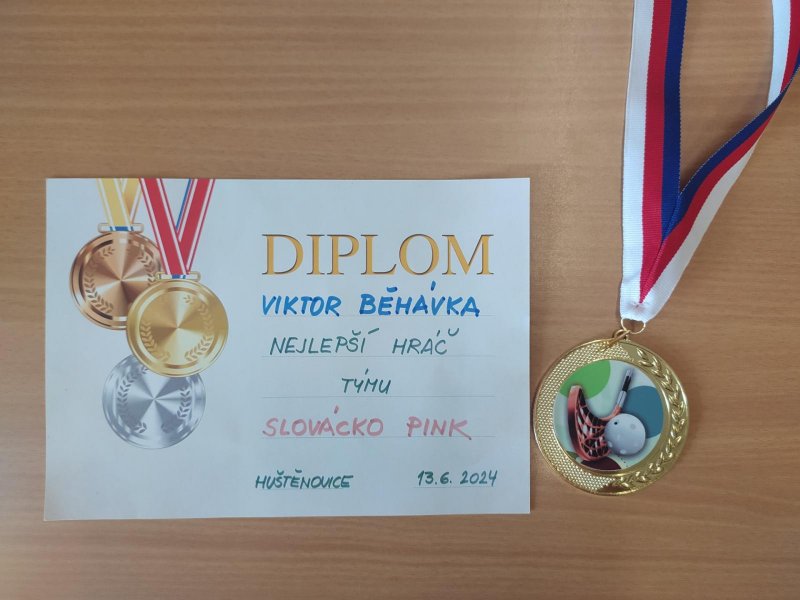 DIPLOM
VIKTOR BĚHÁVKA
NEJLEPŠÍ HRÁČ
TÝMU
SLOVÁCKO PINK
HUŠTĚNOVICE 13.6.2024